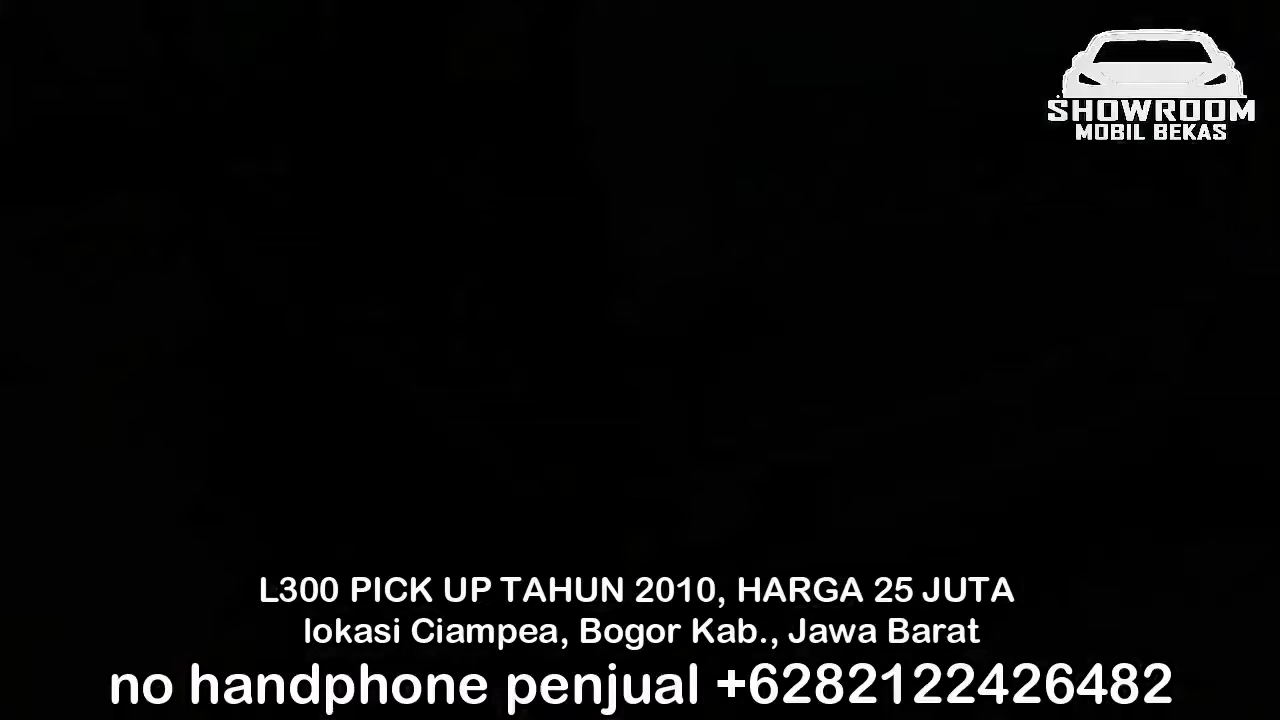 SHOWROOM
MOBIL BEKAS
L300 PICK UP TAHUN 2010, HARGA 25 JUTA
lokasi Ciampea, Bogor Kab., Jawa Barat
no handphone penjual +6282122426482